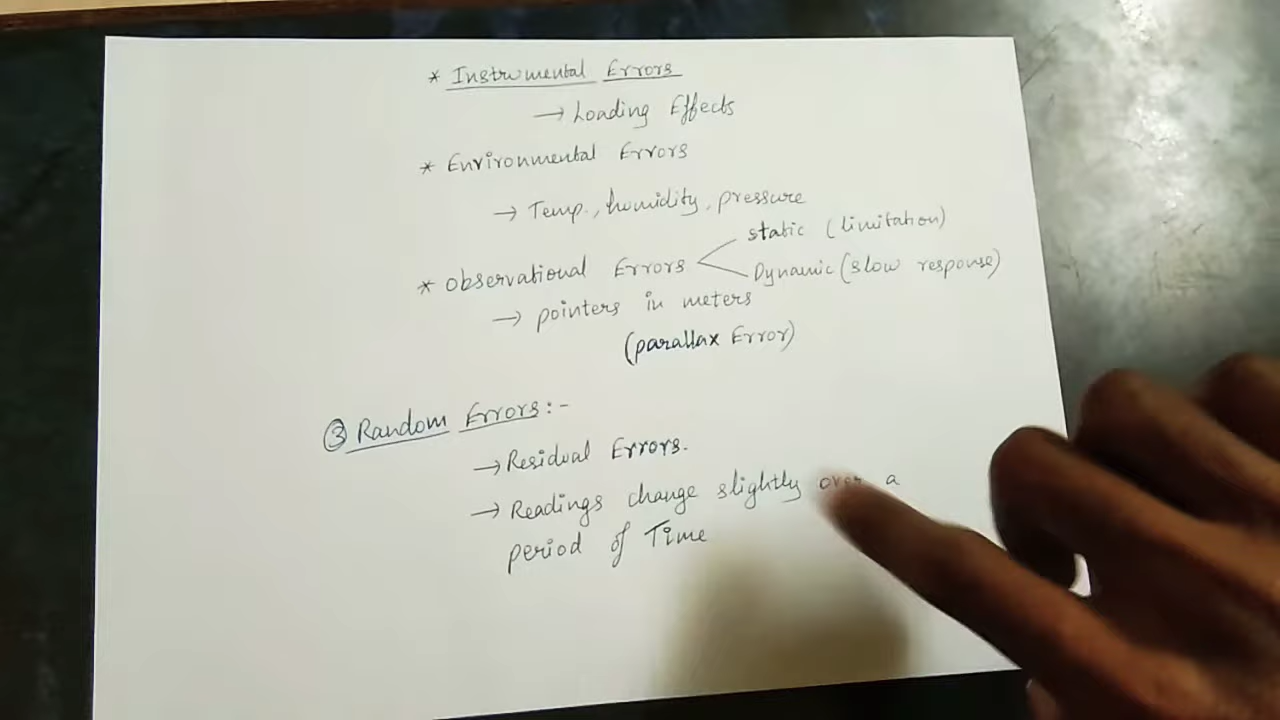 * Instrumental Errors
→ Loading Effects
* Environmental Errors
→ Temp., humidity, pressure
static (limitation)
* Observational Errors
Dynamic (slow response)
→ pointers in meters
(parallax Error)
③ Random Errors:-
→ Residual Errors.
→ Readings change slightly over a
period of Time